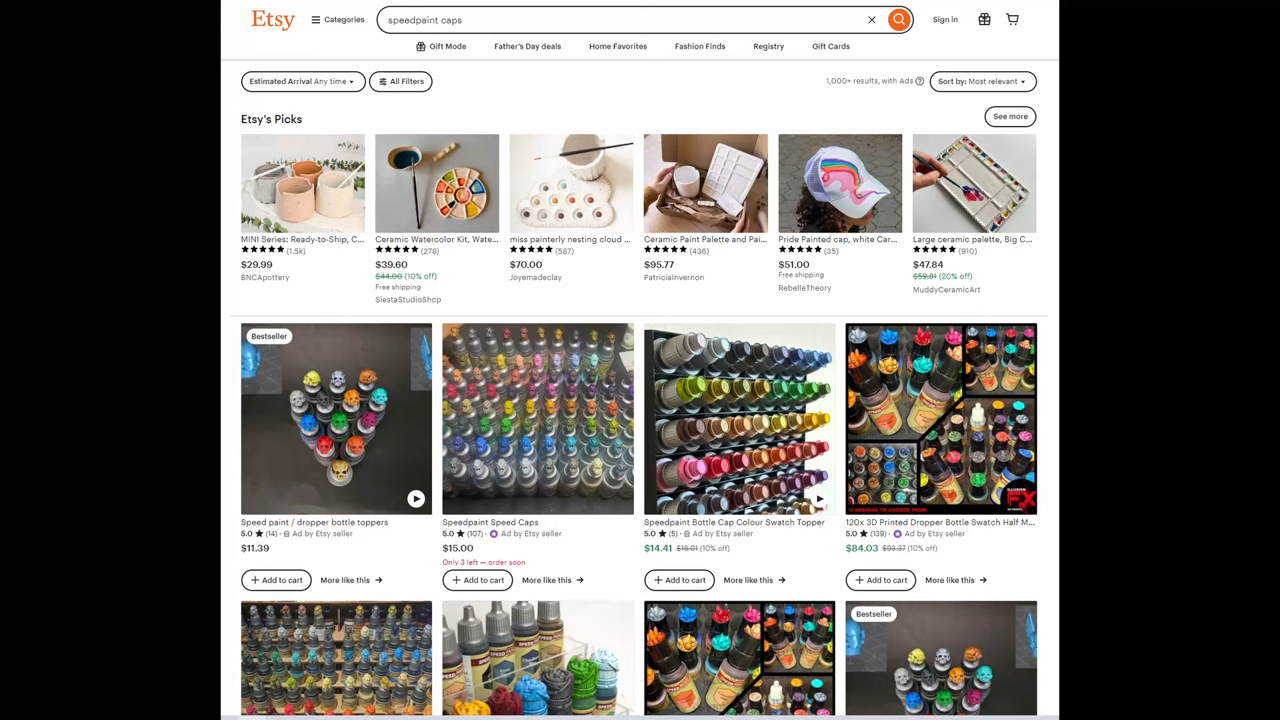 Etsy
Categories
speedpaint caps
Sign in
Gift Mode
Father's Day deals
Home Favorites
Fashion Finds
Registry
Gift Cards
Estimated Arrival Any time
All Filters
1,000+ results, with Ads
Sort by: Most relevant
Etsy's Picks
See more
MINI Series: Ready-to-Ship, C...
(1.5k)
$29.99
BNCApottery
Ceramic Watercolor Kit, Wate...
(278)
$39.60
$44.00 (10% off)
Free shipping
SiestaStudioShop
miss painterly nesting cloud ...
(587)
$70.00
Joyemadeclay
Ceramic Paint Palette and Pai...
(436)
$95.77
PatriciaInvernon
Pride Painted cap, white Car...
(35)
$51.00
Free shipping
RebelleTheory
Large ceramic palette, Big C...
(910)
$47.84
$59.81 (20% off)
MuddyCeramicArt
Bestseller
Speed paint / dropper bottle toppers
5.0 (14) · Ad by Etsy seller
$11.39
+ Add to cart
More like this →
Speedpaint Speed Caps
5.0 (107) · Ad by Etsy seller
$15.00
Only 3 left — order soon
+ Add to cart
More like this →
Speedpaint Bottle Cap Colour Swatch Topper
5.0 (5) · Ad by Etsy seller
$14.41 $16.01 (10% off)
+ Add to cart
More like this →
ILLUSION
FX
120x 3D Printed Dropper Bottle Swatch Half M...
5.0 (139) · Ad by Etsy seller
$84.03 $93.37 (10% off)
+ Add to cart
More like this →
Bestseller